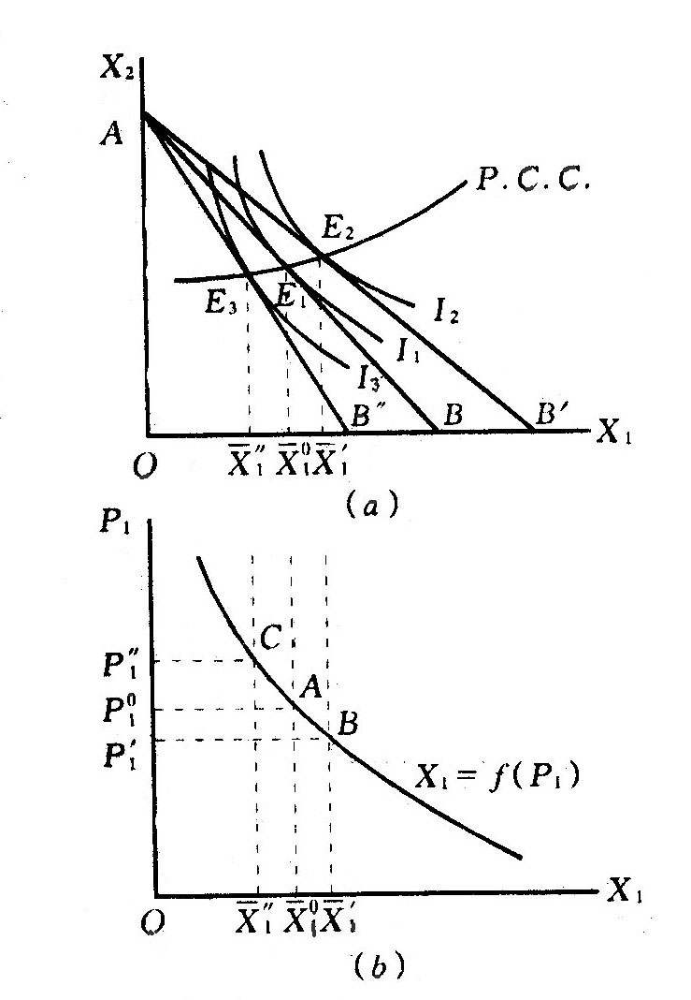 X₂
A
P.C.C.
E₂
E₃ E₁
I₂
I₁
I₃
B″ B B′
X₁
O X̅₁″ X̅₁⁰ X̅₁′
(a)
P₁
C
P₁″
A
P₁⁰
B
P₁′
X₁ = f(P₁)
X₁
O X̅₁″ X̅₁⁰ X̅₁′
(b)